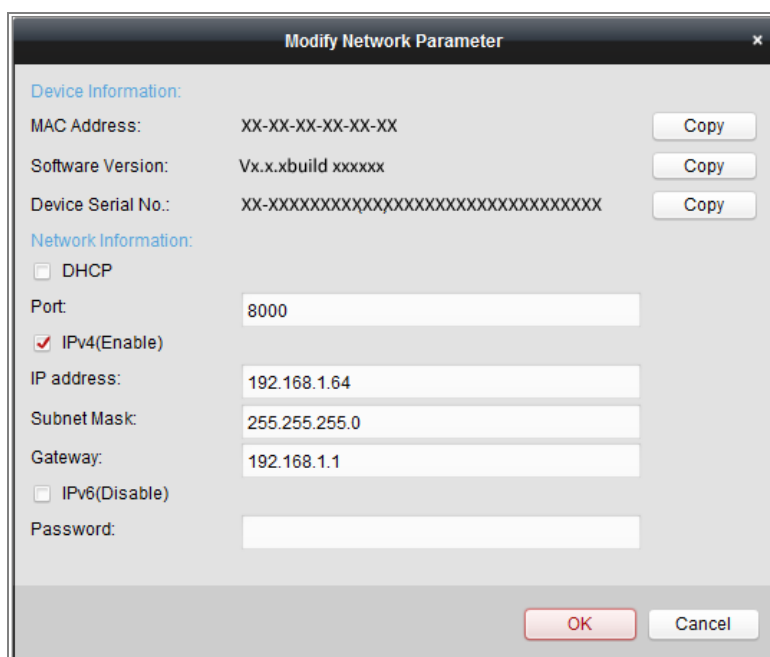 Modify Network Parameter ×
Device Information:
MAC Address: XX-XX-XX-XX-XX-XX Copy
Software Version: Vx.x.xbuild xxxxxx Copy
Device Serial No.: XX-XXXXXXXXXXXXXXXXXXXXXXXXXXXXXXXX Copy
Network Information:
DHCP
Port: 8000
IPv4(Enable)
IP address: 192.168.1.64
Subnet Mask: 255.255.255.0
Gateway: 192.168.1.1
IPv6(Disable)
Password:
OK Cancel